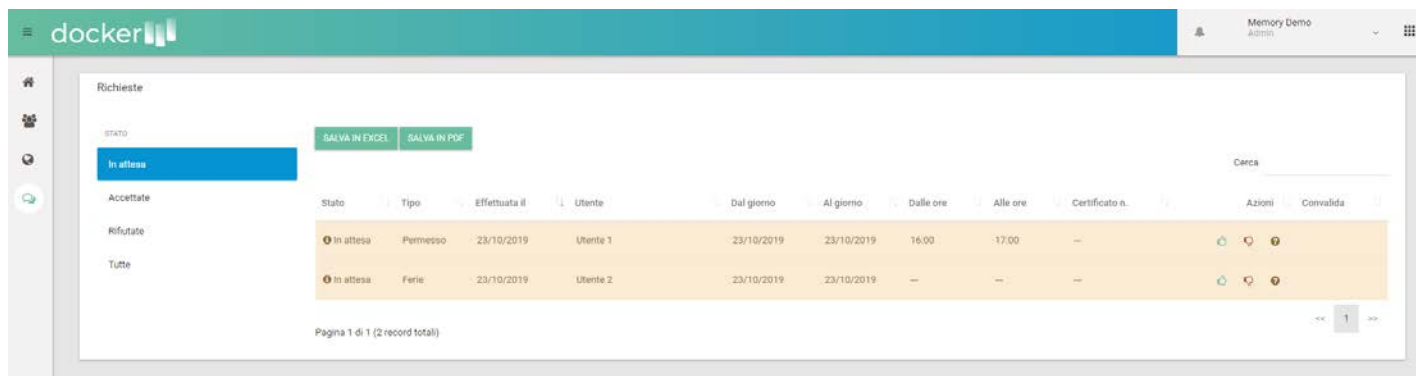 docker
Memory Demo
Admin
Richieste
STATO
In attesa
Accettate
Rifiutate
Tutte
SALVA IN EXCEL SALVA IN PDF
Cerca
Stato Tipo Effettuata il Utente Dal giorno Al giorno Dalle ore Alle ore Certificato n. Azioni Convalida
In attesa Permesso 23/10/2019 Utente 1 23/10/2019 23/10/2019 16:00 17:00 --
In attesa Ferie 23/10/2019 Utente 2 23/10/2019 23/10/2019 -- -- --
Pagina 1 di 1 (2 record totali)
<< 1 >>